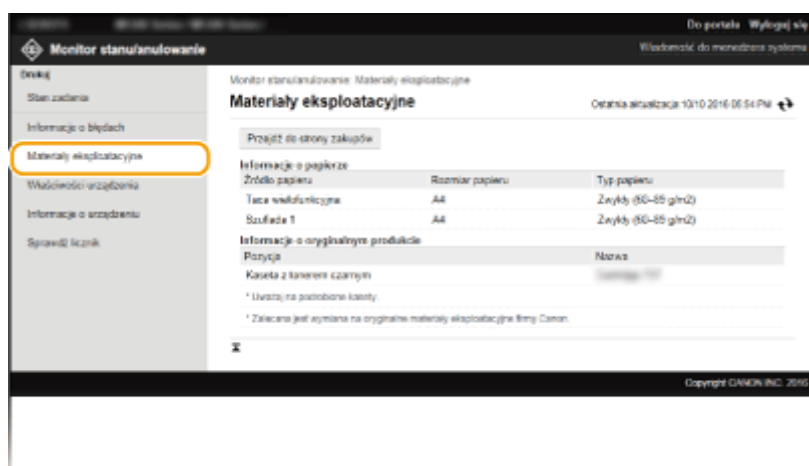 Do portalu Wyloguj się
Monitor stanu/anulowanie
Wiadomość do menedżera systemu
Drukuj
Stan zadania
Informacje o błędach
Materiały eksploatacyjne
Właściwości urządzenia
Informacje o urządzeniu
Sprawdź licznik
Monitor stanu/anulowanie: Materiały eksploatacyjne
Materiały eksploatacyjne
Ostatnia aktualizacja: 10/10 2016 05:54 PM
Przejdź do strony zakupów
Informacje o papierze
Źródło papieru Rozmiar papieru Typ papieru
Taca wielofunkcyjna A4 Zwykły (60–89 g/m2)
Szuflada 1 A4 Zwykły (60–89 g/m2)
Informacje o oryginalnym produkcie
Pozycja Nazwa
Kaseta z tonerem czarnym
* Uważaj na podrobione kasety.
* Zalecana jest wymiana na oryginalne materiały eksploatacyjne firmy Canon.
Copyright CANON INC. 2016